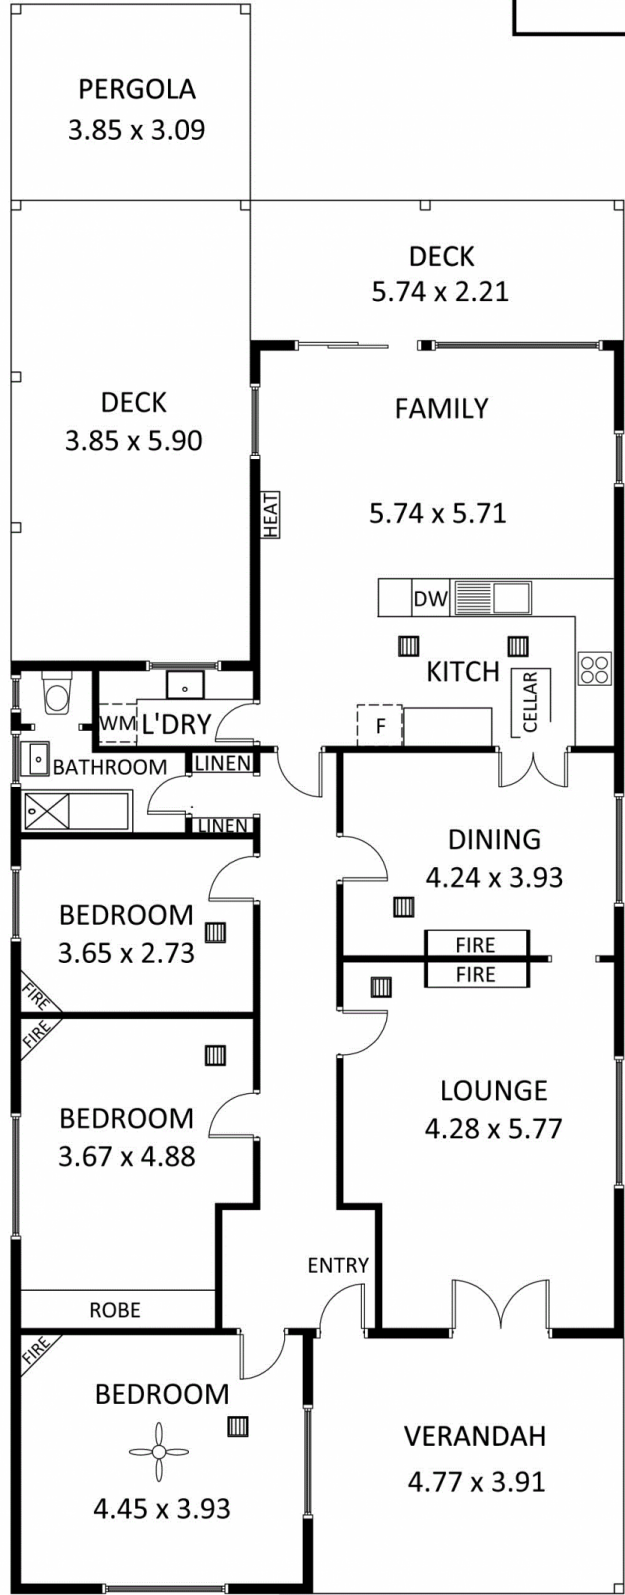 PERGOLA
3.85 x 3.09
DECK
5.74 x 2.21
DECK
3.85 x 5.90
FAMILY
5.74 x 5.71
HEAT
DW
KITCH
CELLAR
F
WM
L'DRY
BATHROOM
LINEN
LINEN
DINING
4.24 x 3.93
FIRE
FIRE
BEDROOM
3.65 x 2.73
FIRE
FIRE
BEDROOM
3.67 x 4.88
LOUNGE
4.28 x 5.77
ENTRY
ROBE
FIRE
BEDROOM
4.45 x 3.93
VERANDAH
4.77 x 3.91